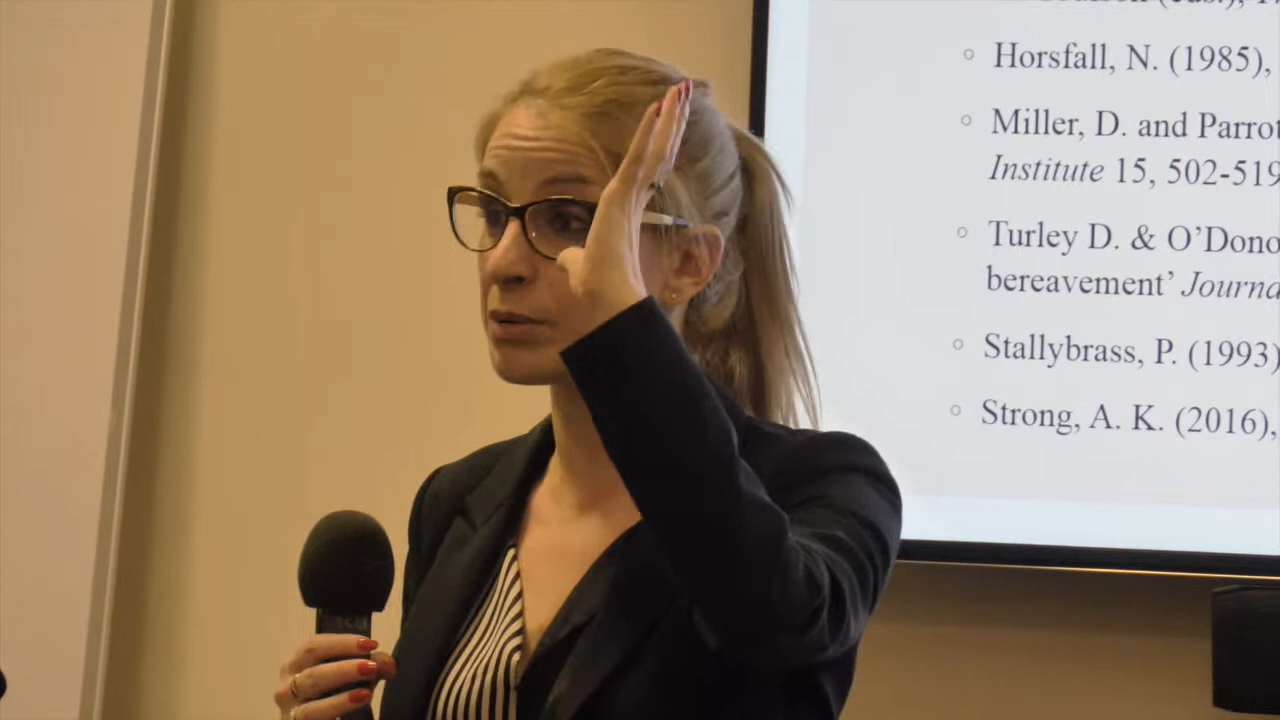 Horsfall, N. (1985),
Miller, D. and Parrot
Institute 15, 502-519
Turley D. & O'Dono
bereavement' Journa
Stallybrass, P. (1993)
Strong, A. K. (2016),